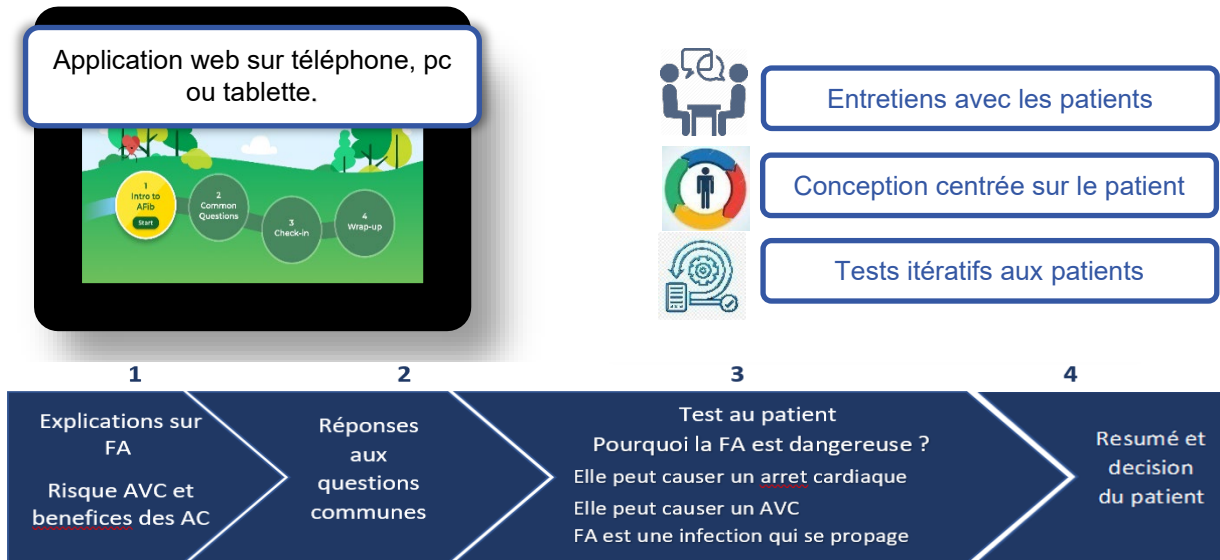 Application web sur téléphone, pc
ou tablette.
1
Intro to
AFib
Start
2
Common
Questions
3
Check-in
4
Wrap-up
Entretiens avec les patients
Conception centrée sur le patient
Tests itératifs aux patients
1
Explications sur
FA
Risque AVC et
benefices des AC
2
Réponses
aux
questions
communes
3
Test au patient
Pourquoi la FA est dangereuse ?
Elle peut causer un arret cardiaque
Elle peut causer un AVC
FA est une infection qui se propage
4
Resumé et
decision
du patient